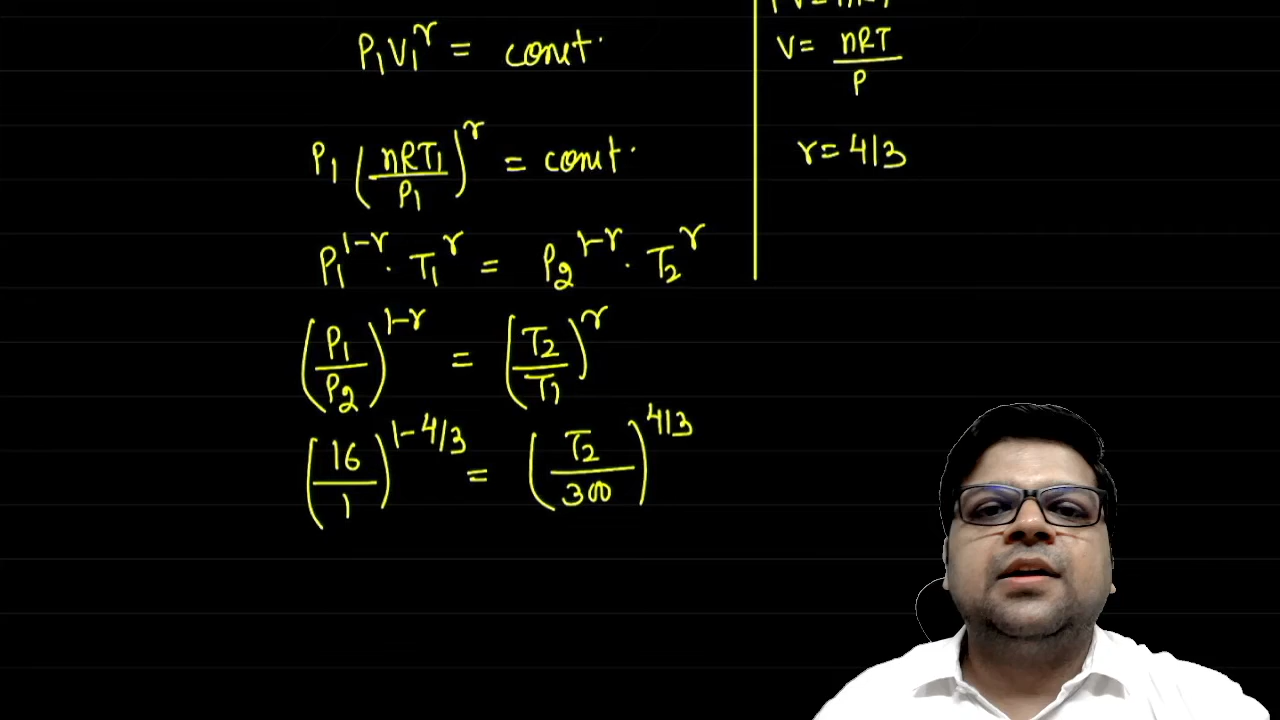 P₁V₁^γ = const.
P₁ (nRT₁/P₁)^γ = const.
P₁^(1-γ) · T₁^γ = P₂^(1-γ) · T₂^γ
(P₁/P₂)^(1-γ) = (T₂/T₁)^γ
(16/1)^(1-4/3) = (T₂/300)^(4/3)
V = nRT/P
γ = 4/3